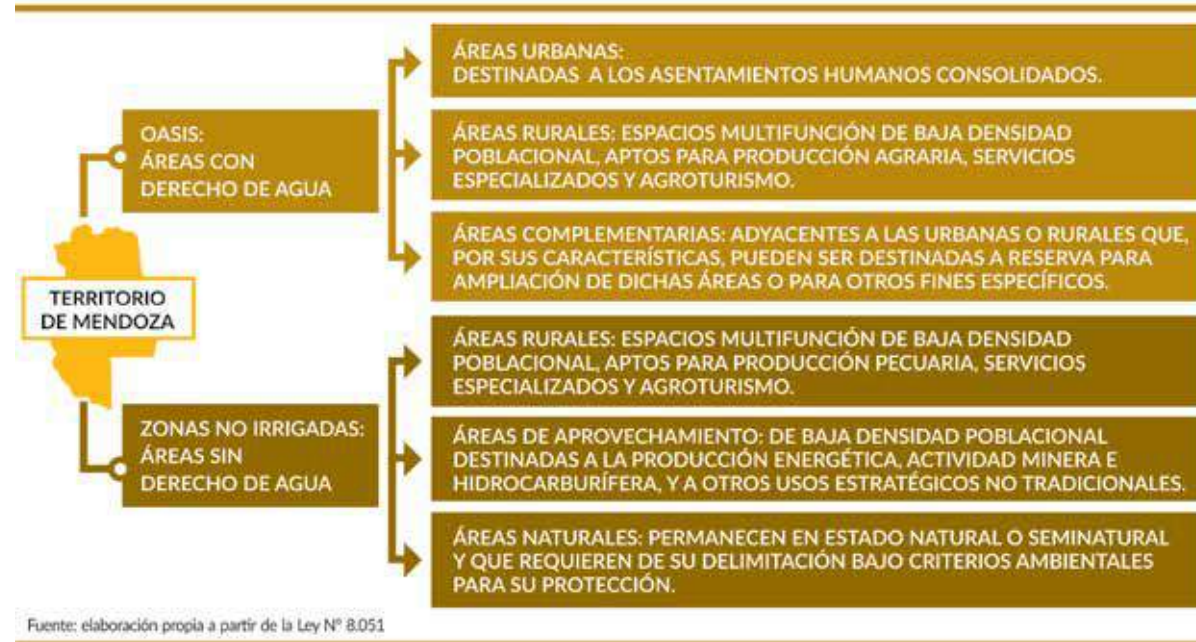 ÁREAS URBANAS:
DESTINADAS A LOS ASENTAMIENTOS HUMANOS CONSOLIDADOS.
OASIS:
ÁREAS CON
DERECHO DE AGUA
ÁREAS RURALES: ESPACIOS MULTIFUNCIÓN DE BAJA DENSIDAD
POBLACIONAL, APTOS PARA PRODUCCIÓN AGRARIA, SERVICIOS
ESPECIALIZADOS Y AGROTURISMO.
ÁREAS COMPLEMENTARIAS: ADYACENTES A LAS URBANAS O RURALES QUE,
POR SUS CARACTERÍSTICAS, PUEDEN SER DESTINADAS A RESERVA PARA
AMPLIACIÓN DE DICHAS ÁREAS O PARA OTROS FINES ESPECÍFICOS.
TERRITORIO
DE MENDOZA
ÁREAS RURALES: ESPACIOS MULTIFUNCIÓN DE BAJA DENSIDAD
POBLACIONAL, APTOS PARA PRODUCCIÓN PECUARIA, SERVICIOS
ESPECIALIZADOS Y AGROTURISMO.
ZONAS NO IRRIGADAS:
ÁREAS SIN
DERECHO DE AGUA
ÁREAS DE APROVECHAMIENTO: DE BAJA DENSIDAD POBLACIONAL
DESTINADAS A LA PRODUCCIÓN ENERGÉTICA, ACTIVIDAD MINERA E
HIDROCARBURÍFERA, Y A OTROS USOS ESTRATÉGICOS NO TRADICIONALES.
ÁREAS NATURALES: PERMANECEN EN ESTADO NATURAL O SEMINATURAL
Y QUE REQUIEREN DE SU DELIMITACIÓN BAJO CRITERIOS AMBIENTALES
PARA SU PROTECCIÓN.
Fuente: elaboración propia a partir de la Ley N° 8.051